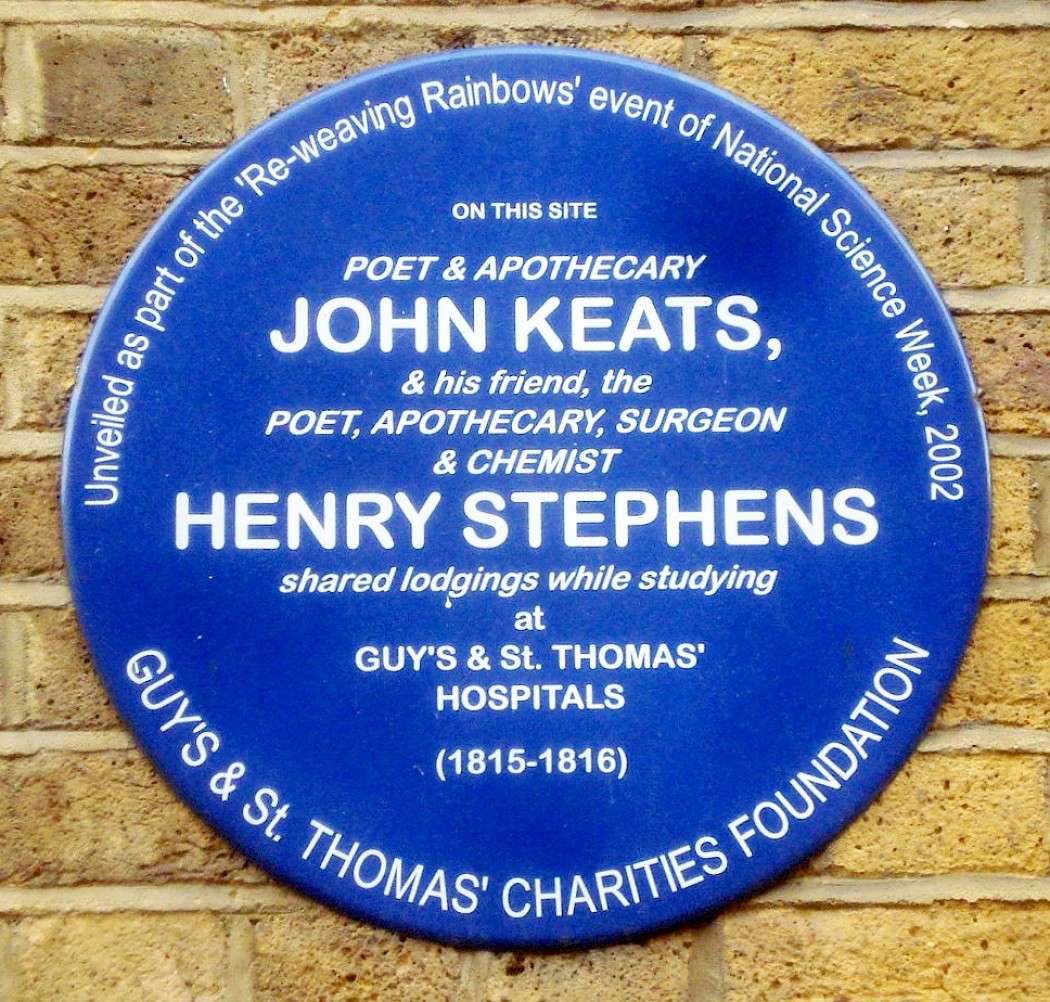 Unveiled as part of the 'Re-weaving Rainbows' event of National Science Week, 2002
ON THIS SITE
POET & APOTHECARY
JOHN KEATS,
& his friend, the
POET, APOTHECARY, SURGEON
& CHEMIST
HENRY STEPHENS
shared lodgings while studying
at
GUY'S & St. THOMAS'
HOSPITALS
(1815-1816)
GUY'S & St. THOMAS' CHARITIES FOUNDATION